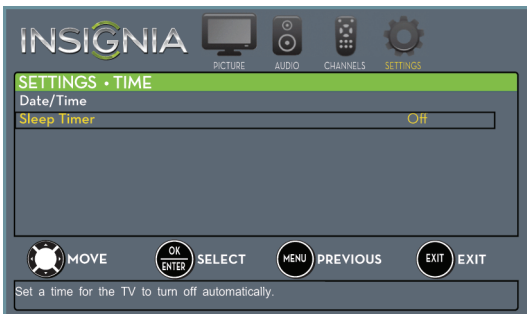 INSIGNIA
PICTURE AUDIO CHANNELS SETTINGS
SETTINGS • TIME
Date/Time
Sleep Timer Off
MOVE OK ENTER SELECT MENU PREVIOUS EXIT EXIT
Set a time for the TV to turn off automatically.